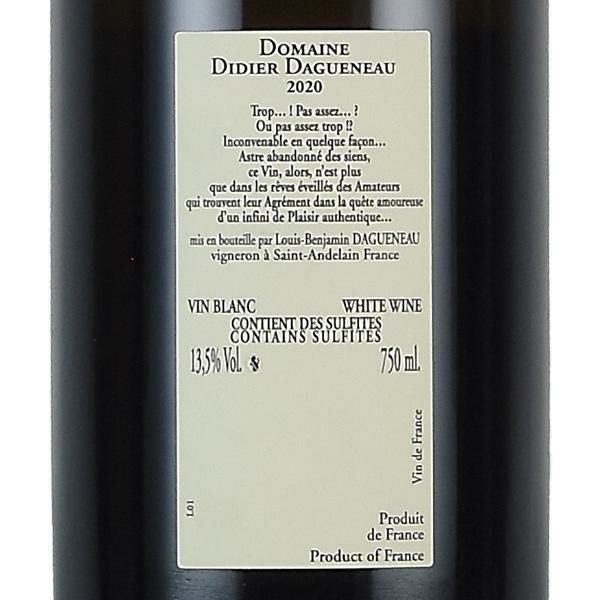 DOMAINE
DIDIER DAGUENEAU
2020
Trop... ! Pas assez... ?
Ou pas assez trop !?
Inconvenable en quelque façon...
Astre abandonné des siens,
ce Vin, alors, n'est plus
que dans les rêves éveillés des Amateurs
qui trouvent leur Agrément dans la quête amoureuse
d'un infini de Plaisir authentique...
mis en bouteille par Louis-Benjamin DAGUENEAU
vigneron à Saint-Andelain France
VIN BLANC WHITE WINE
CONTIENT DES SULFITES
CONTAINS SULFITES
13,5% Vol. 750 ml.
Vin de France
L01
Produit
de France
Product of France